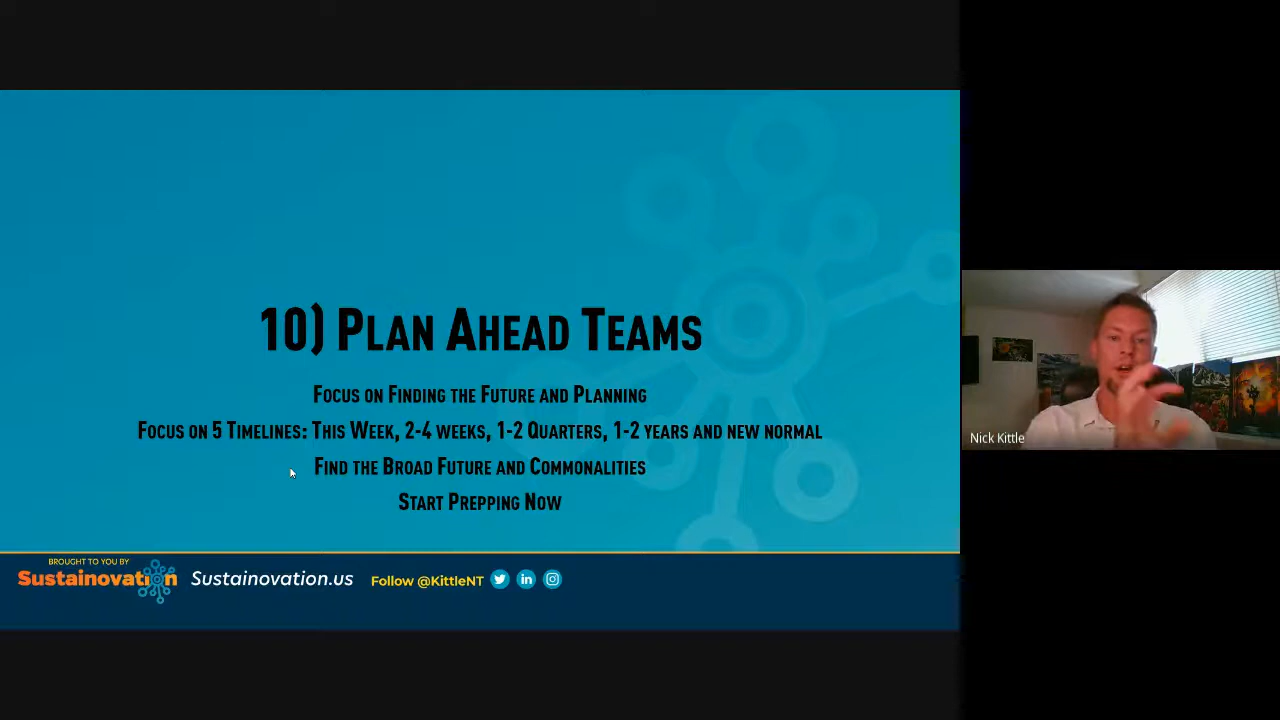 10) Plan Ahead Teams
Focus on Finding the Future and Planning
Focus on 5 Timelines: This Week, 2-4 weeks, 1-2 Quarters, 1-2 years and new normal
Find the Broad Future and Commonalities
Start Prepping Now
BROUGHT TO YOU BY
Sustainovation
Sustainovation.us
Follow @KittleNT
Nick Kittle